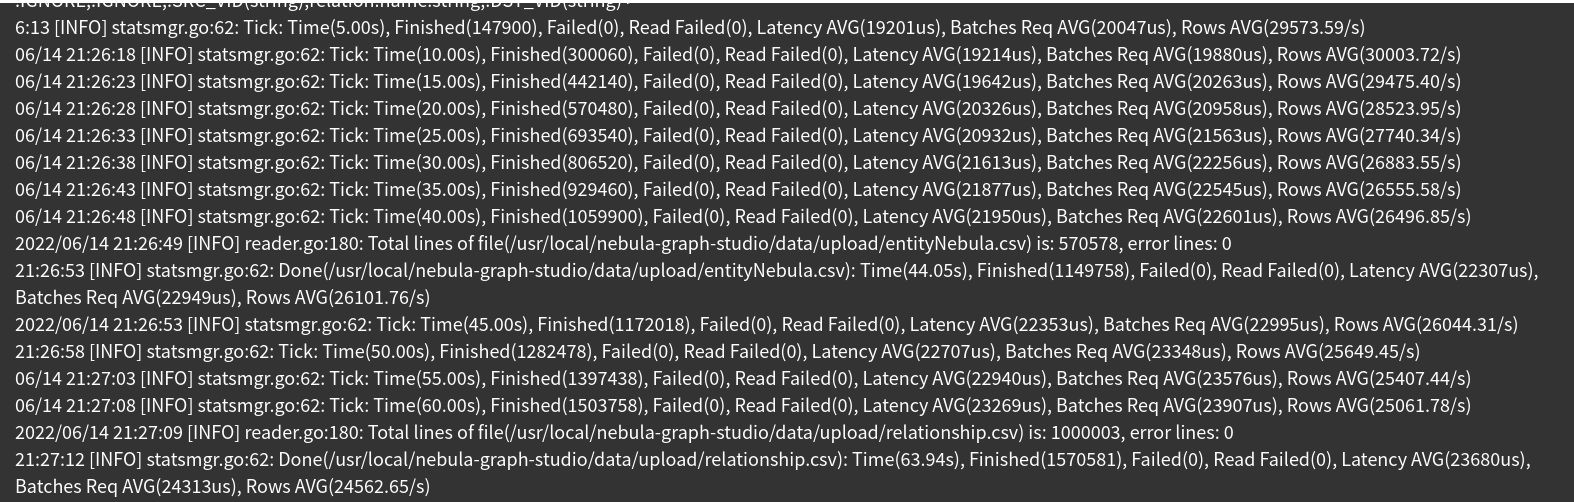 :IGNORE,:IGNORE,:SRC_VID(string),relation.name:string,:DST_VID(string)
6:13 [INFO] statsmgr.go:62: Tick: Time(5.00s), Finished(147900), Failed(0), Read Failed(0), Latency AVG(19201us), Batches Req AVG(20047us), Rows AVG(29573.59/s)
06/14 21:26:18 [INFO] statsmgr.go:62: Tick: Time(10.00s), Finished(300060), Failed(0), Read Failed(0), Latency AVG(19214us), Batches Req AVG(19880us), Rows AVG(30003.72/s)
06/14 21:26:23 [INFO] statsmgr.go:62: Tick: Time(15.00s), Finished(442140), Failed(0), Read Failed(0), Latency AVG(19642us), Batches Req AVG(20263us), Rows AVG(29475.40/s)
06/14 21:26:28 [INFO] statsmgr.go:62: Tick: Time(20.00s), Finished(570480), Failed(0), Read Failed(0), Latency AVG(20326us), Batches Req AVG(20958us), Rows AVG(28523.95/s)
06/14 21:26:33 [INFO] statsmgr.go:62: Tick: Time(25.00s), Finished(693540), Failed(0), Read Failed(0), Latency AVG(20932us), Batches Req AVG(21563us), Rows AVG(27740.34/s)
06/14 21:26:38 [INFO] statsmgr.go:62: Tick: Time(30.00s), Finished(806520), Failed(0), Read Failed(0), Latency AVG(21613us), Batches Req AVG(22256us), Rows AVG(26883.55/s)
06/14 21:26:43 [INFO] statsmgr.go:62: Tick: Time(35.00s), Finished(929460), Failed(0), Read Failed(0), Latency AVG(21877us), Batches Req AVG(22545us), Rows AVG(26555.58/s)
06/14 21:26:48 [INFO] statsmgr.go:62: Tick: Time(40.00s), Finished(1059900), Failed(0), Read Failed(0), Latency AVG(21950us), Batches Req AVG(22601us), Rows AVG(26496.85/s)
2022/06/14 21:26:49 [INFO] reader.go:180: Total lines of file(/usr/local/nebula-graph-studio/data/upload/entityNebula.csv) is: 570578, error lines: 0
21:26:53 [INFO] statsmgr.go:62: Done(/usr/local/nebula-graph-studio/data/upload/entityNebula.csv): Time(44.05s), Finished(1149758), Failed(0), Read Failed(0), Latency AVG(22307us),
Batches Req AVG(22949us), Rows AVG(26101.76/s)
2022/06/14 21:26:53 [INFO] statsmgr.go:62: Tick: Time(45.00s), Finished(1172018), Failed(0), Read Failed(0), Latency AVG(22353us), Batches Req AVG(22995us), Rows AVG(26044.31/s)
21:26:58 [INFO] statsmgr.go:62: Tick: Time(50.00s), Finished(1282478), Failed(0), Read Failed(0), Latency AVG(22707us), Batches Req AVG(23348us), Rows AVG(25649.45/s)
06/14 21:27:03 [INFO] statsmgr.go:62: Tick: Time(55.00s), Finished(1397438), Failed(0), Read Failed(0), Latency AVG(22940us), Batches Req AVG(23576us), Rows AVG(25407.44/s)
06/14 21:27:08 [INFO] statsmgr.go:62: Tick: Time(60.00s), Finished(1503758), Failed(0), Read Failed(0), Latency AVG(23269us), Batches Req AVG(23907us), Rows AVG(25061.78/s)
2022/06/14 21:27:09 [INFO] reader.go:180: Total lines of file(/usr/local/nebula-graph-studio/data/upload/relationship.csv) is: 1000003, error lines: 0
21:27:12 [INFO] statsmgr.go:62: Done(/usr/local/nebula-graph-studio/data/upload/relationship.csv): Time(63.94s), Finished(1570581), Failed(0), Read Failed(0), Latency AVG(23680us),
Batches Req AVG(24313us), Rows AVG(24562.65/s)